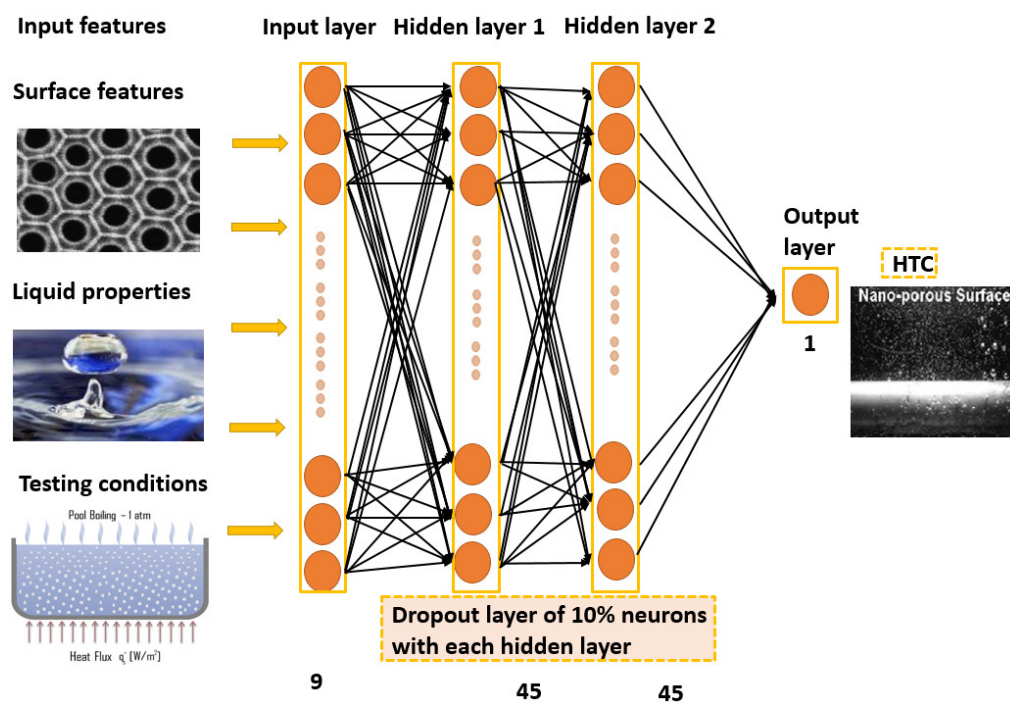 Input features
Input layer
Hidden layer 1
Hidden layer 2
Surface features
Output
layer
HTC
Liquid properties
Nano-porous Surface
1
Testing conditions
Pool Boiling – 1 atm
Dropout layer of 10% neurons
with each hidden layer
Heat Flux q″s [W/m²]
9
45
45